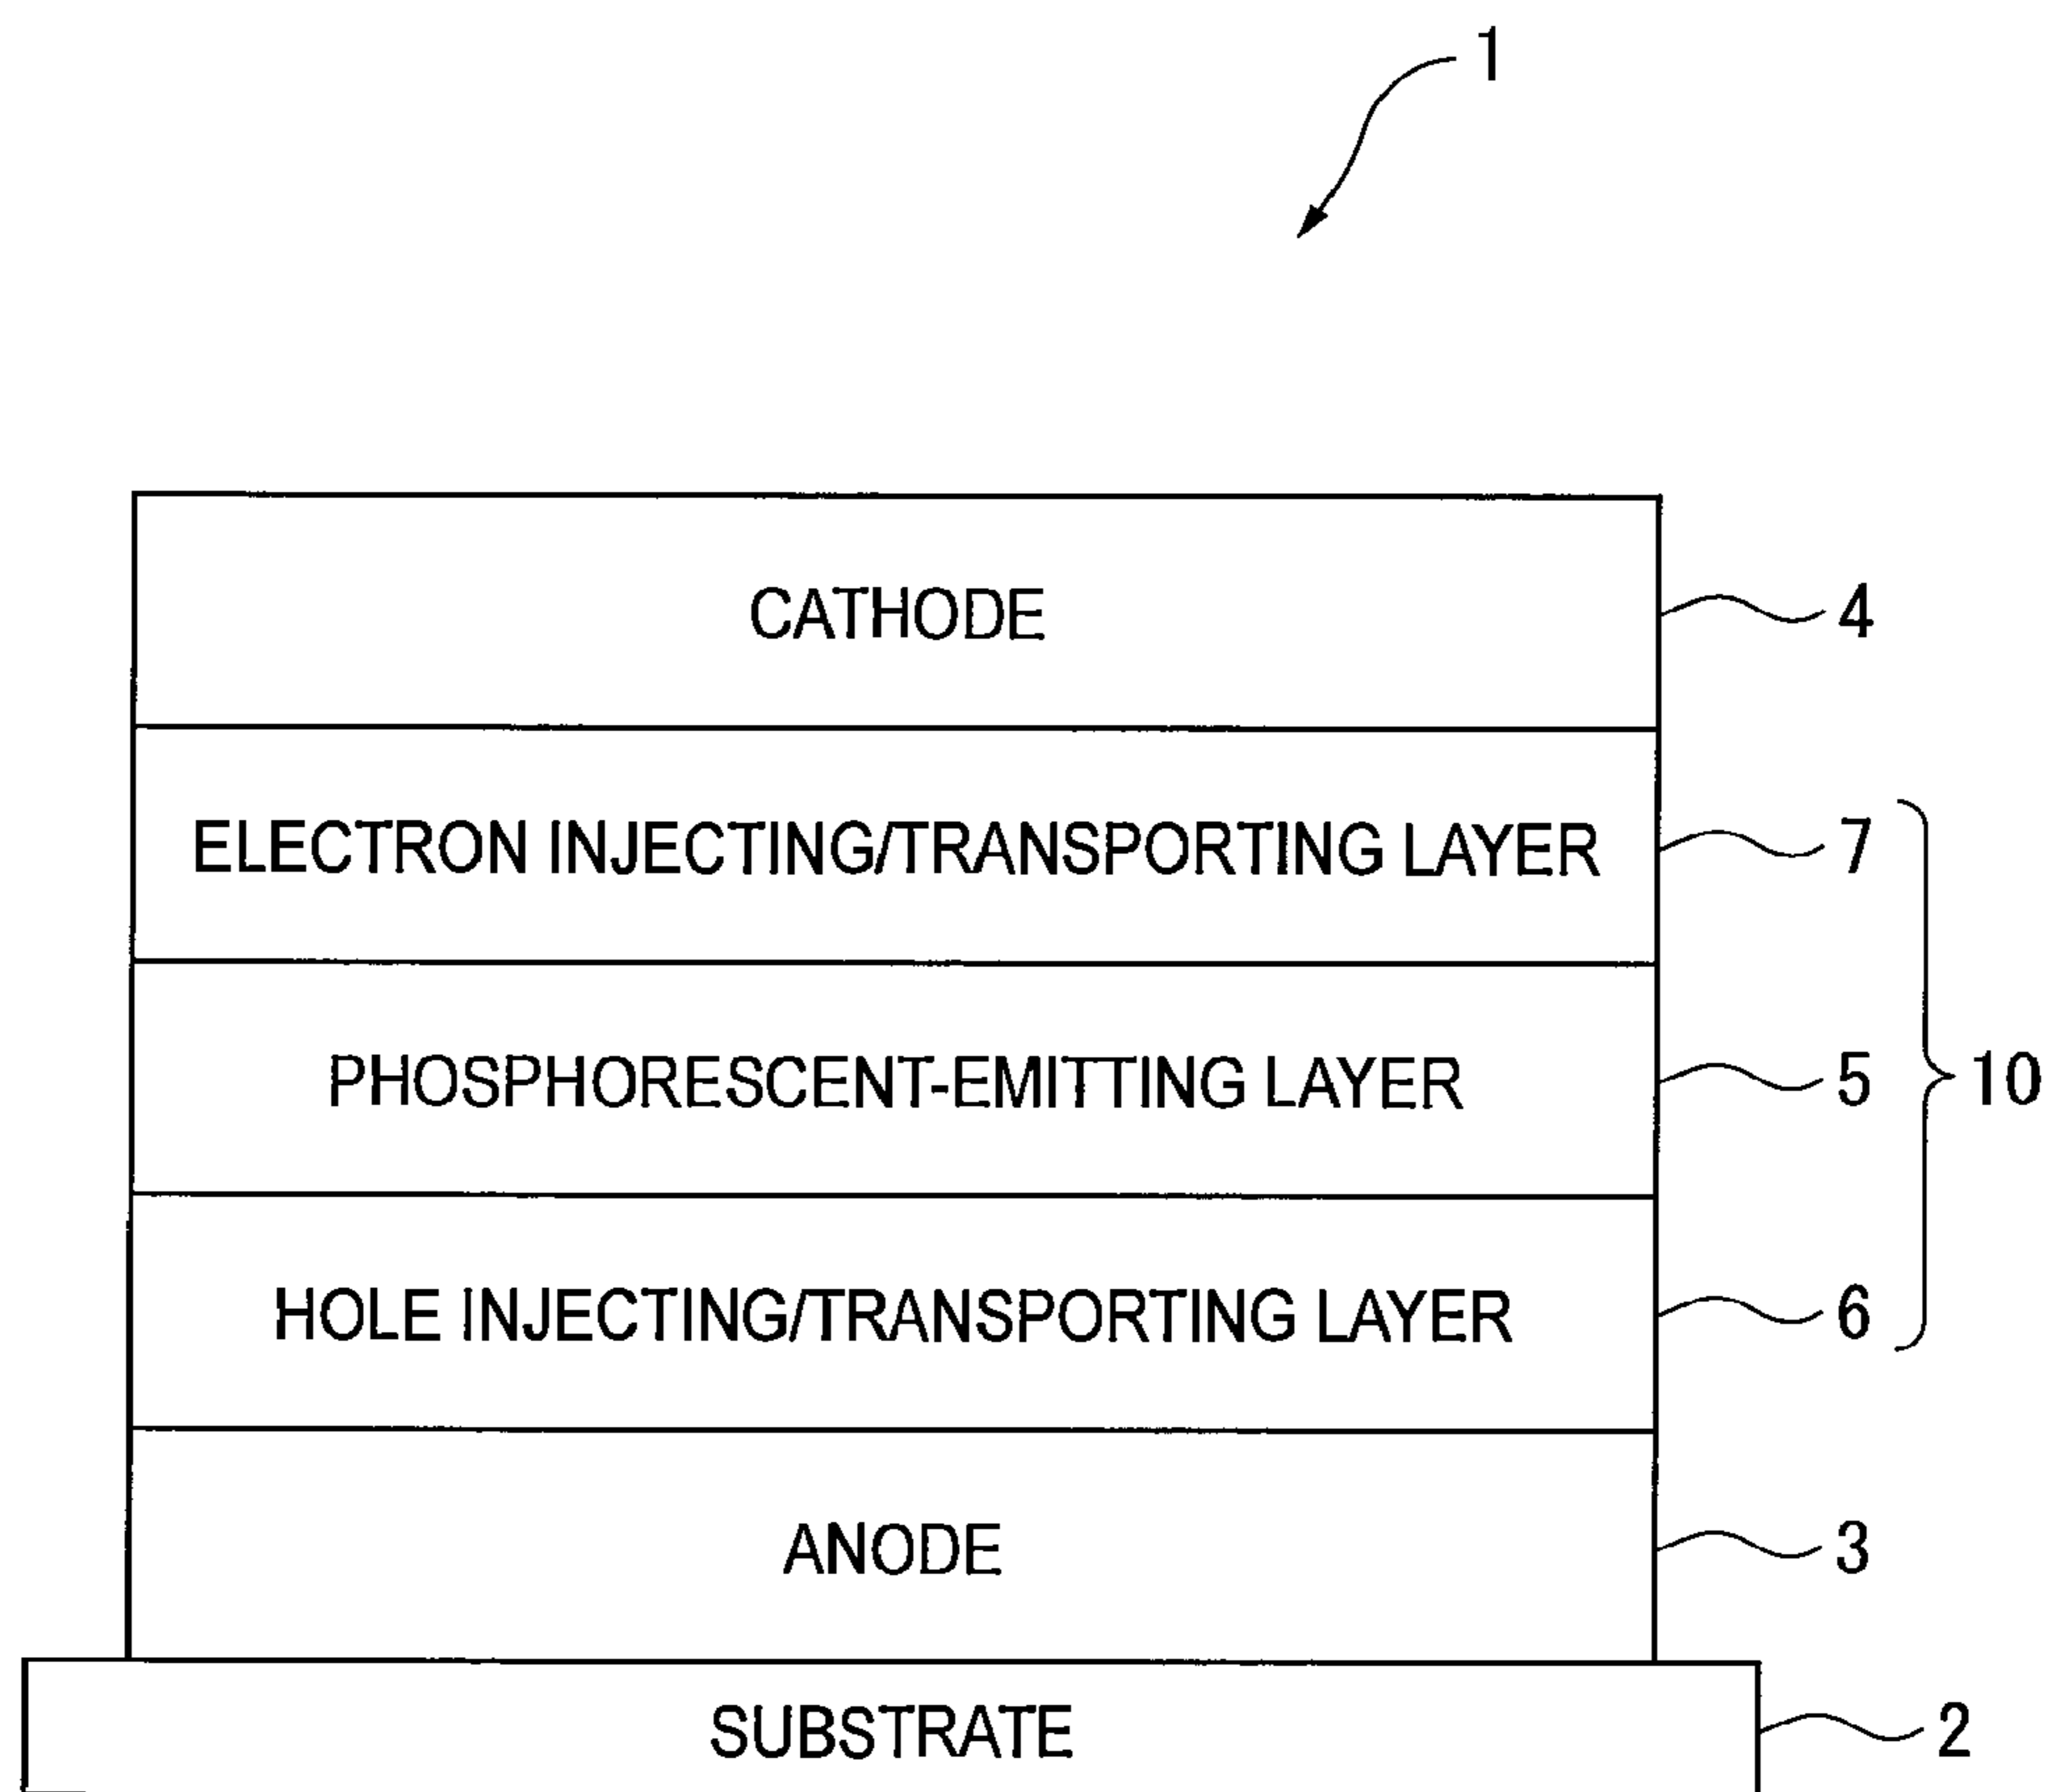 1
CATHODE 4
ELECTRON INJECTING/TRANSPORTING LAYER 7
PHOSPHORESCENT-EMITTING LAYER 5 10
HOLE INJECTING/TRANSPORTING LAYER 6
ANODE 3
SUBSTRATE 2